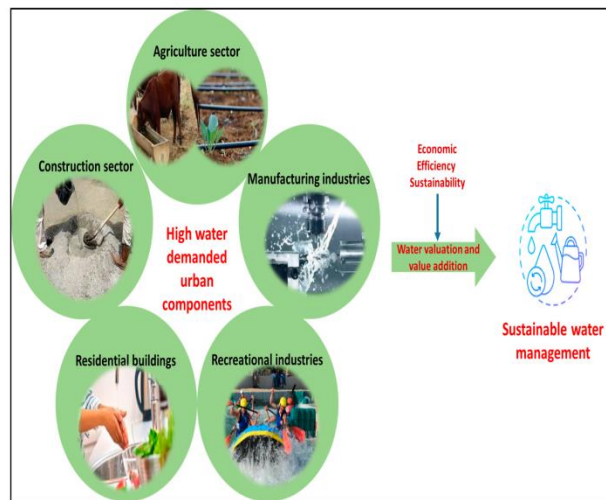 Agriculture sector
Construction sector
Manufacturing industries
High water
demanded
urban
components
Residential buildings
Recreational industries
Economic
Efficiency
Sustainability
Water valuation and
value addition
Sustainable water
management